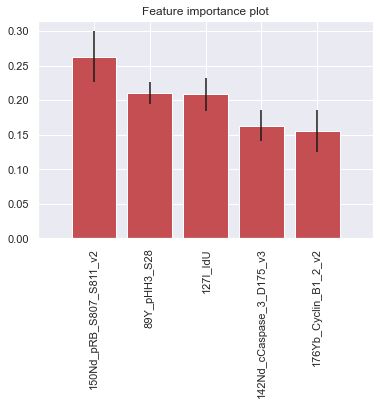 Feature importance plot
0.30
0.25
0.20
0.15
0.10
0.05
0.00
150Nd_pRB_S807_S811_v2
89Y_pHH3_S28
127I_IdU
142Nd_cCaspase_3_D175_v3
176Yb_Cyclin_B1_2_v2